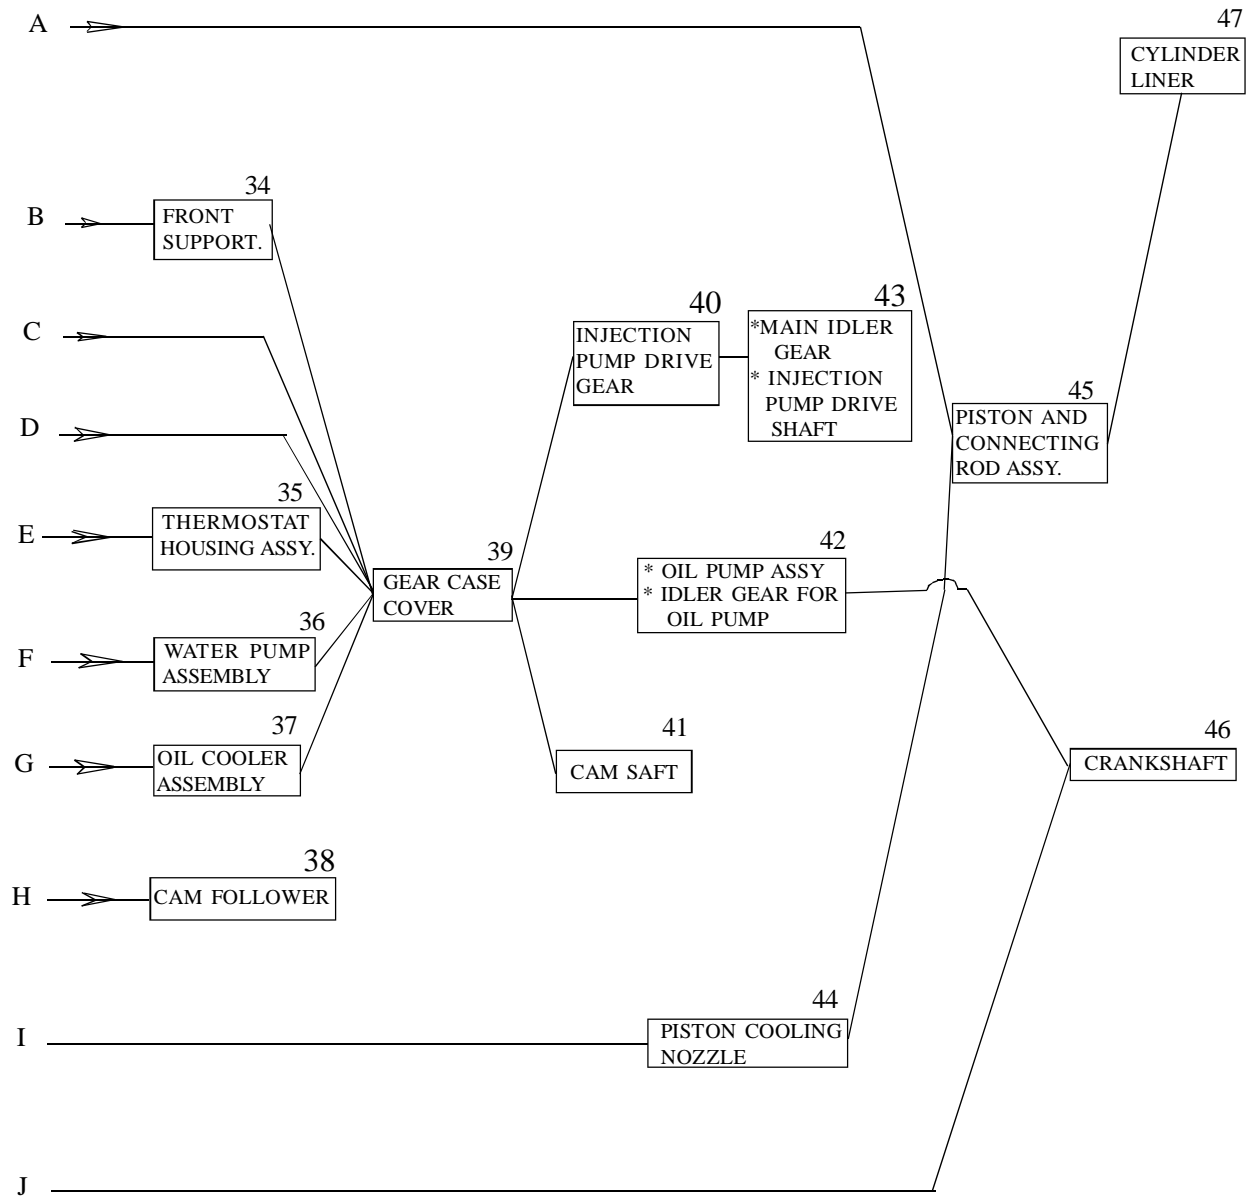 A
47
CYLINDER
LINER
34
B
FRONT
SUPPORT.
C
40
INJECTION
PUMP DRIVE
GEAR
43
*MAIN IDLER
GEAR
* INJECTION
PUMP DRIVE
SHAFT
D
45
PISTON AND
CONNECTING
ROD ASSY.
35
E
THERMOSTAT
HOUSING ASSY.
39
GEAR CASE
COVER
42
* OIL PUMP ASSY
* IDLER GEAR FOR
OIL PUMP
36
F
WATER PUMP
ASSEMBLY
37
G
OIL COOLER
ASSEMBLY
41
CAM SAFT
46
CRANKSHAFT
38
H
CAM FOLLOWER
44
I
PISTON COOLING
NOZZLE
J